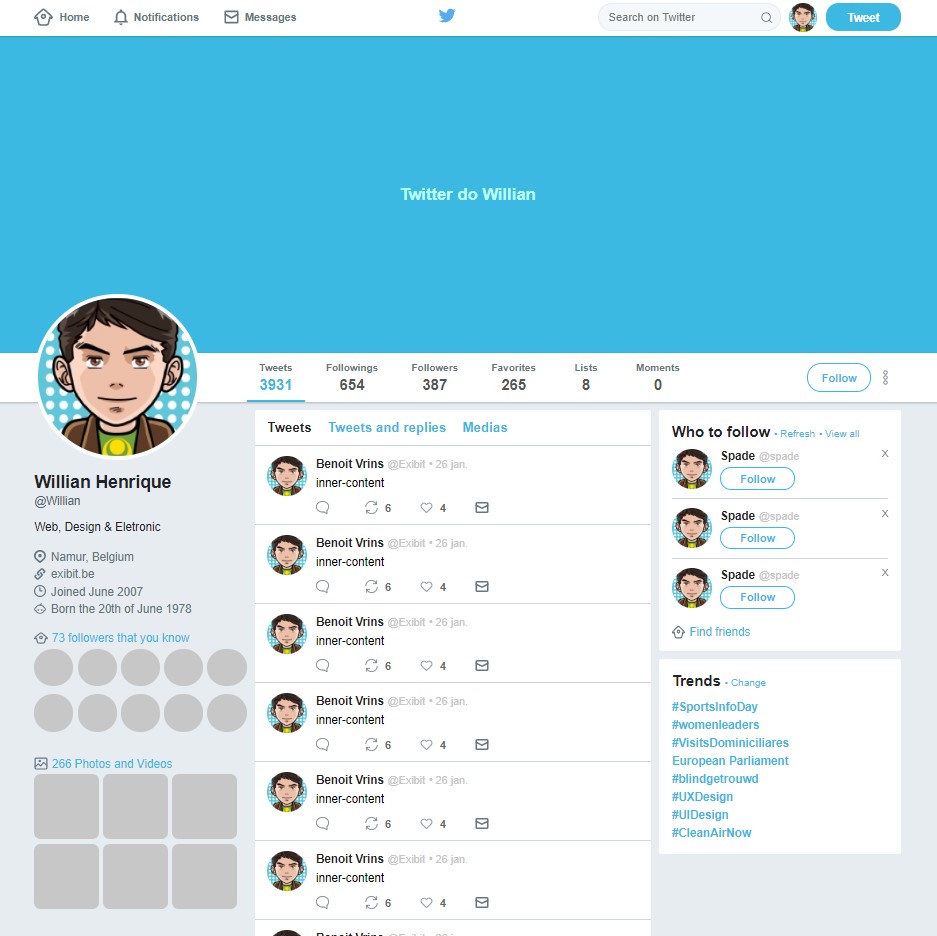 Home Notifications Messages Search on Twitter Tweet
Twitter do Willian
Tweets Followings Followers Favorites Lists Moments
3931 654 387 265 8 0
Follow
Willian Henrique
@Willian
Web, Design & Eletronic
Namur, Belgium
exibit.be
Joined June 2007
Born the 20th of June 1978
73 followers that you know
266 Photos and Videos
Tweets Tweets and replies Medias
Benoit Vrins @Exibit • 26 jan.
inner-content
6 4
Benoit Vrins @Exibit • 26 jan.
inner-content
6 4
Benoit Vrins @Exibit • 26 jan.
inner-content
6 4
Benoit Vrins @Exibit • 26 jan.
inner-content
6 4
Benoit Vrins @Exibit • 26 jan.
inner-content
6 4
Benoit Vrins @Exibit • 26 jan.
inner-content
6 4
Benoit Vrins @Exibit • 26 jan.
Who to follow • Refresh • View all
Spade @spade X
Follow
Spade @spade X
Follow
Spade @spade X
Follow
Find friends
Trends • Change
#SportsInfoDay
#womenleaders
#VisitsDominiciliares
European Parliament
#blindgetrouwd
#UXDesign
#UIDesign
#CleanAirNow